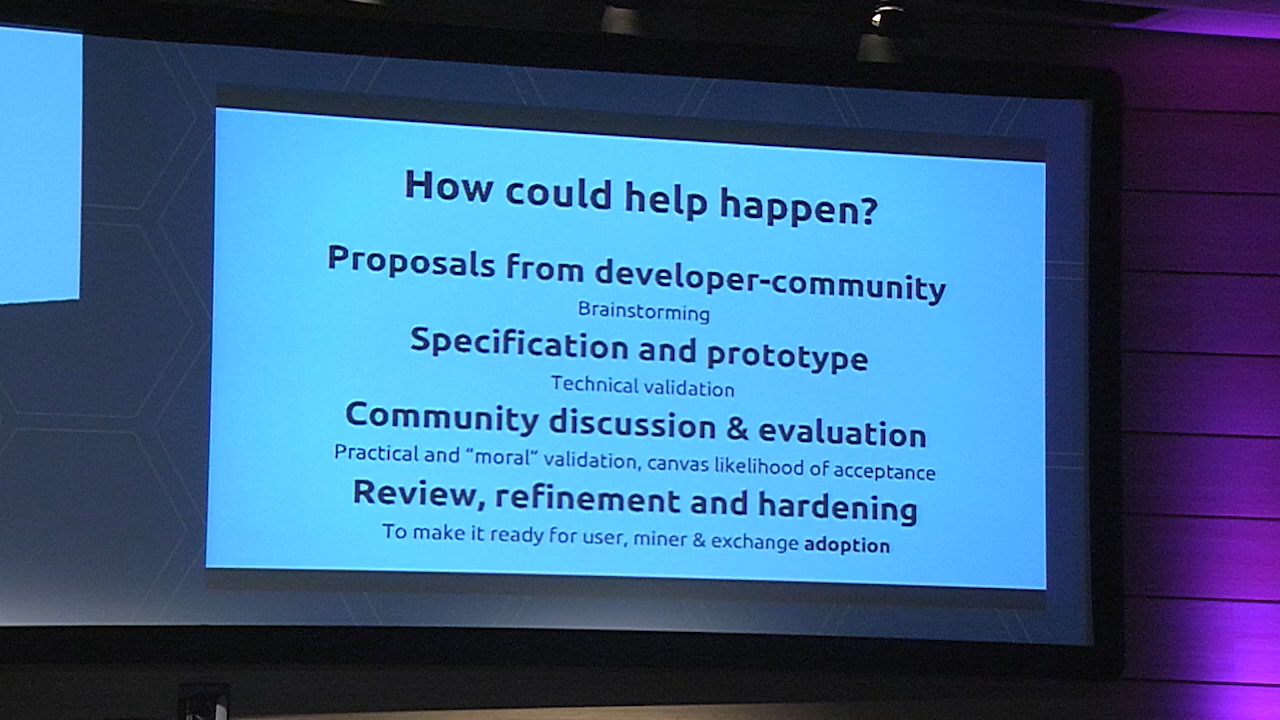 How could help happen?
Proposals from developer-community
Brainstorming
Specification and prototype
Technical validation
Community discussion & evaluation
Practical and “moral” validation, canvas likelihood of acceptance
Review, refinement and hardening
To make it ready for user, miner & exchange adoption